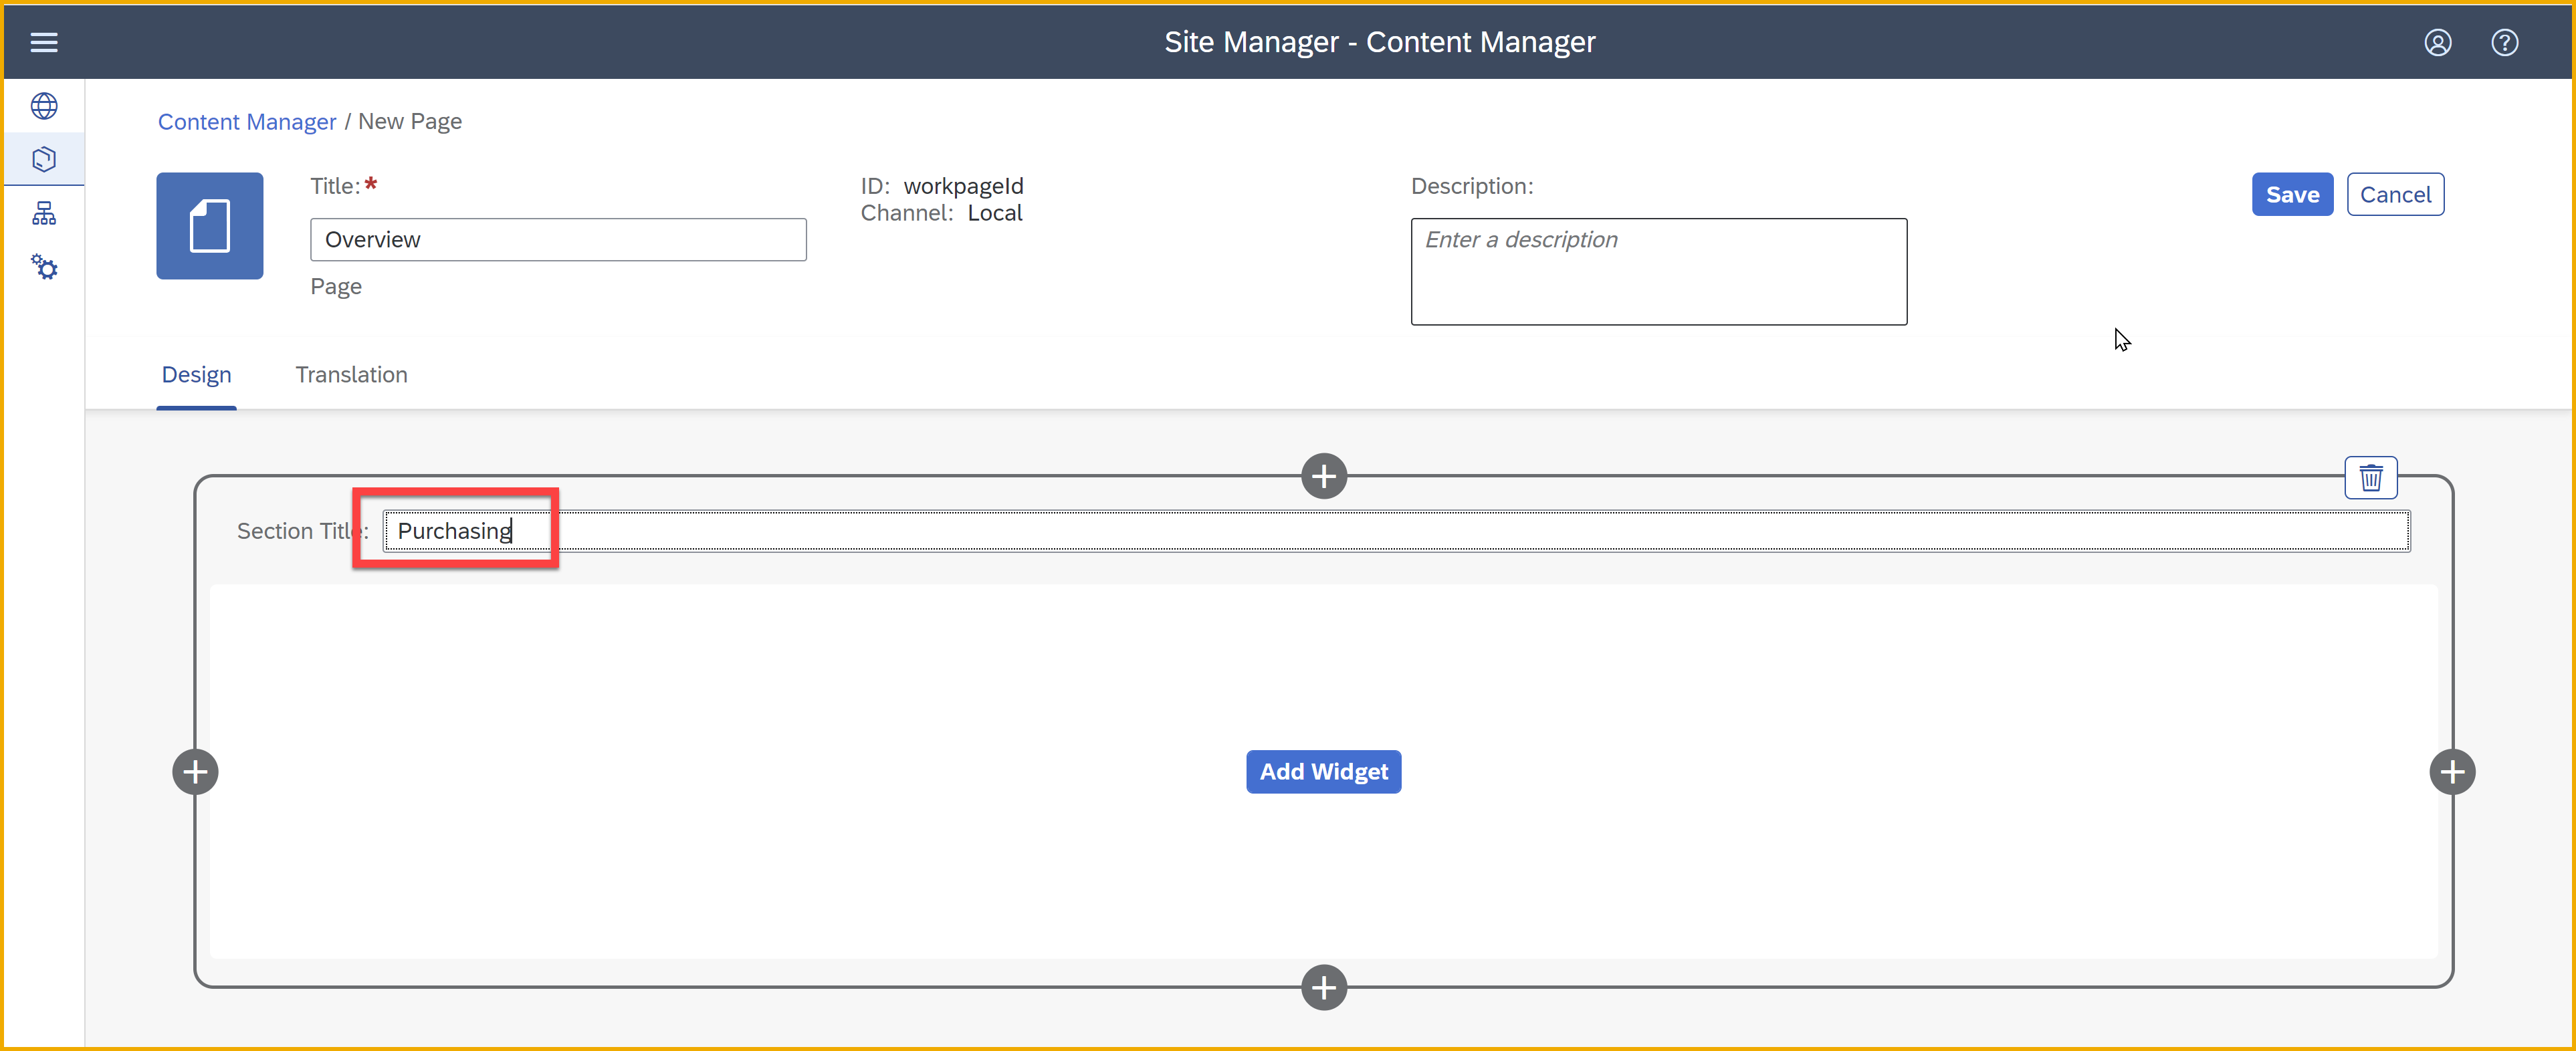 Site Manager - Content Manager
Content Manager / New Page
Title:*
Overview
Page
ID: workpageId
Channel: Local
Description:
Enter a description
Save
Cancel
Design
Translation
Section Title:
Purchasing
Add Widget